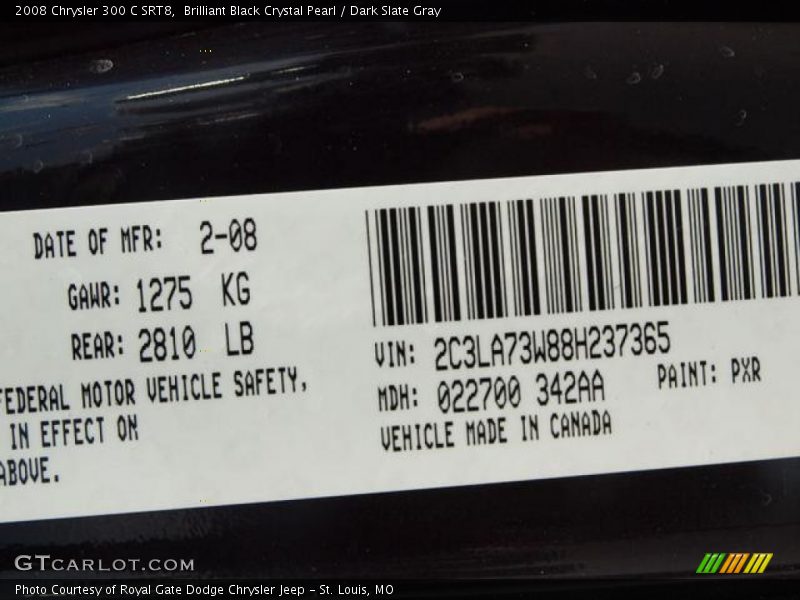 2008 Chrysler 300 C SRT8,  Brilliant Black Crystal Pearl / Dark Slate Gray
DATE OF MFR: 2-08
GAWR: 1275 KG
REAR: 2810 LB
FEDERAL MOTOR VEHICLE SAFETY,
IN EFFECT ON
ABOVE.
VIN: 2C3LA73W88H237365
MDH: 022700 342AA PAINT: PXR
VEHICLE MADE IN CANADA
GTCARLOT.COM
Photo Courtesy of Royal Gate Dodge Chrysler Jeep – St. Louis, MO